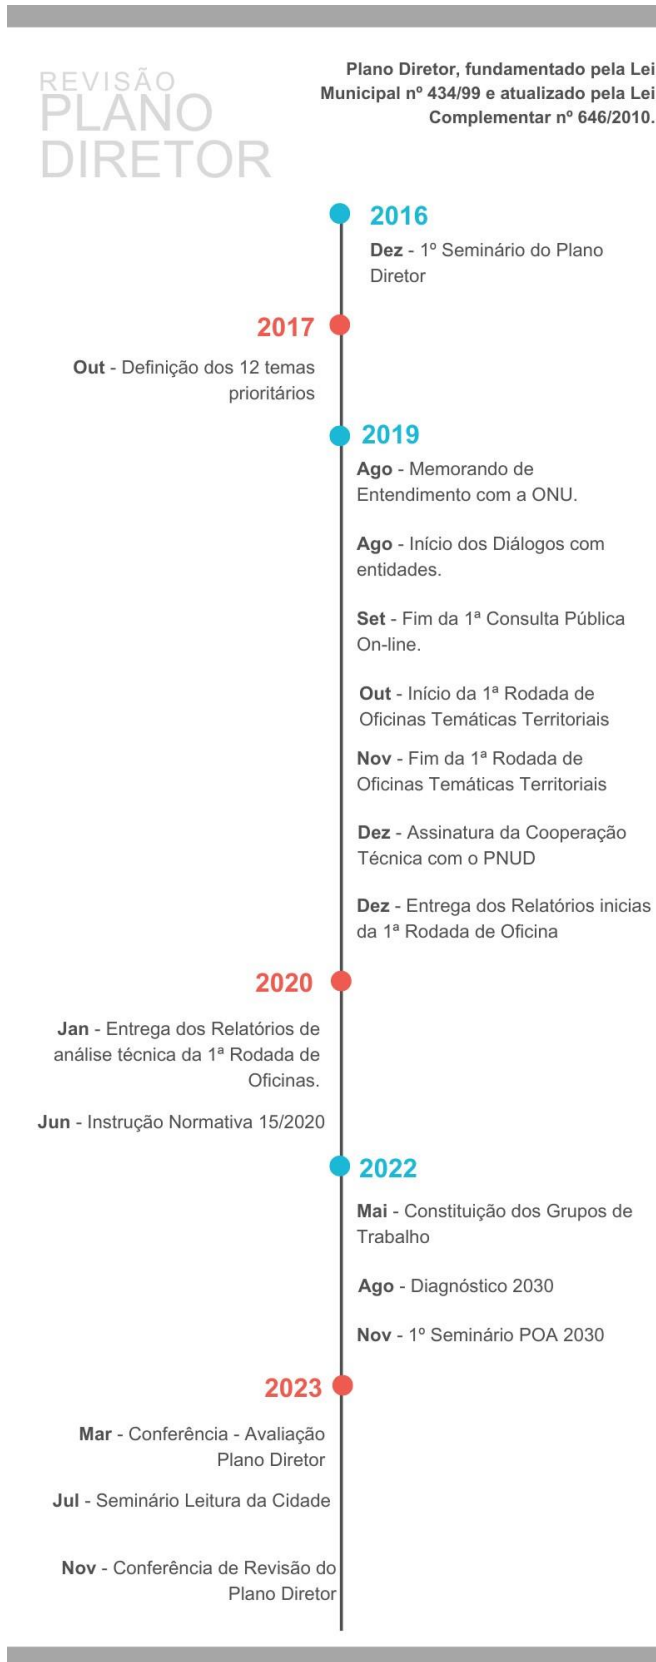 REVISÃO
PLANO
DIRETOR
Plano Diretor, fundamentado pela Lei
Municipal nº 434/99 e atualizado pela Lei
Complementar nº 646/2010.
2016
Dez - 1º Seminário do Plano
Diretor
2017
Out - Definição dos 12 temas
prioritários
2019
Ago - Memorando de
Entendimento com a ONU.
Ago - Início dos Diálogos com
entidades.
Set - Fim da 1ª Consulta Pública
On-line.
Out - Início da 1ª Rodada de
Oficinas Temáticas Territoriais
Nov - Fim da 1ª Rodada de
Oficinas Temáticas Territoriais
Dez - Assinatura da Cooperação
Técnica com o PNUD
Dez - Entrega dos Relatórios inicias
da 1ª Rodada de Oficina
2020
Jan - Entrega dos Relatórios de
análise técnica da 1ª Rodada de
Oficinas.
Jun - Instrução Normativa 15/2020
2022
Mai - Constituição dos Grupos de
Trabalho
Ago - Diagnóstico 2030
Nov - 1º Seminário POA 2030
2023
Mar - Conferência - Avaliação
Plano Diretor
Jul - Seminário Leitura da Cidade
Nov - Conferência de Revisão do
Plano Diretor